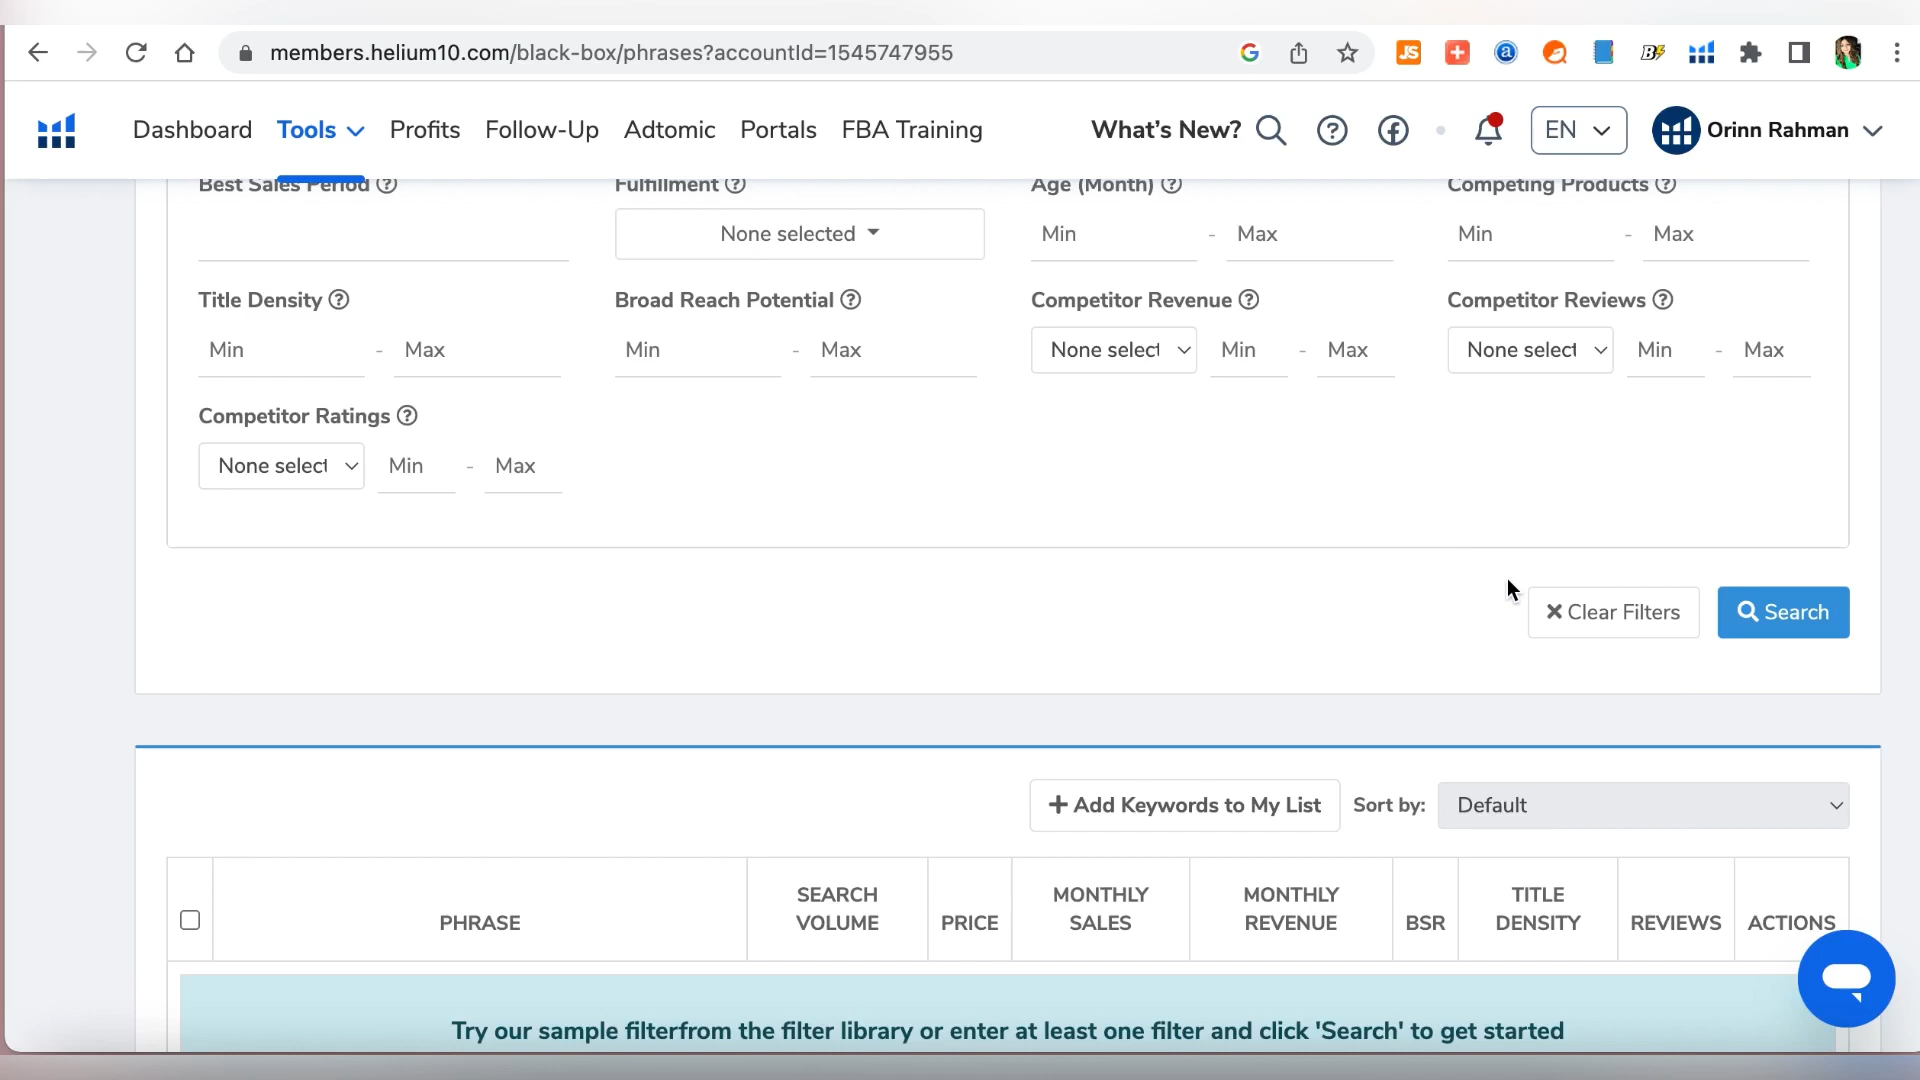 members.helium10.com/black-box/phrases?accountId=1545747955
Dashboard Tools Profits Follow-Up Adtomic Portals FBA Training What's New? EN Orinn Rahman
Best Sales Period Fulfillment Age (Month) Competing Products
None selected Min - Max Min - Max
Title Density Broad Reach Potential Competitor Revenue Competitor Reviews
Min - Max Min - Max None select Min - Max None select Min - Max
Competitor Ratings
None select Min - Max
Clear Filters Search
Add Keywords to My List Sort by: Default
PHRASE SEARCH VOLUME PRICE MONTHLY SALES MONTHLY REVENUE BSR TITLE DENSITY REVIEWS ACTIONS
Try our sample filterfrom the filter library or enter at least one filter and click 'Search' to get started